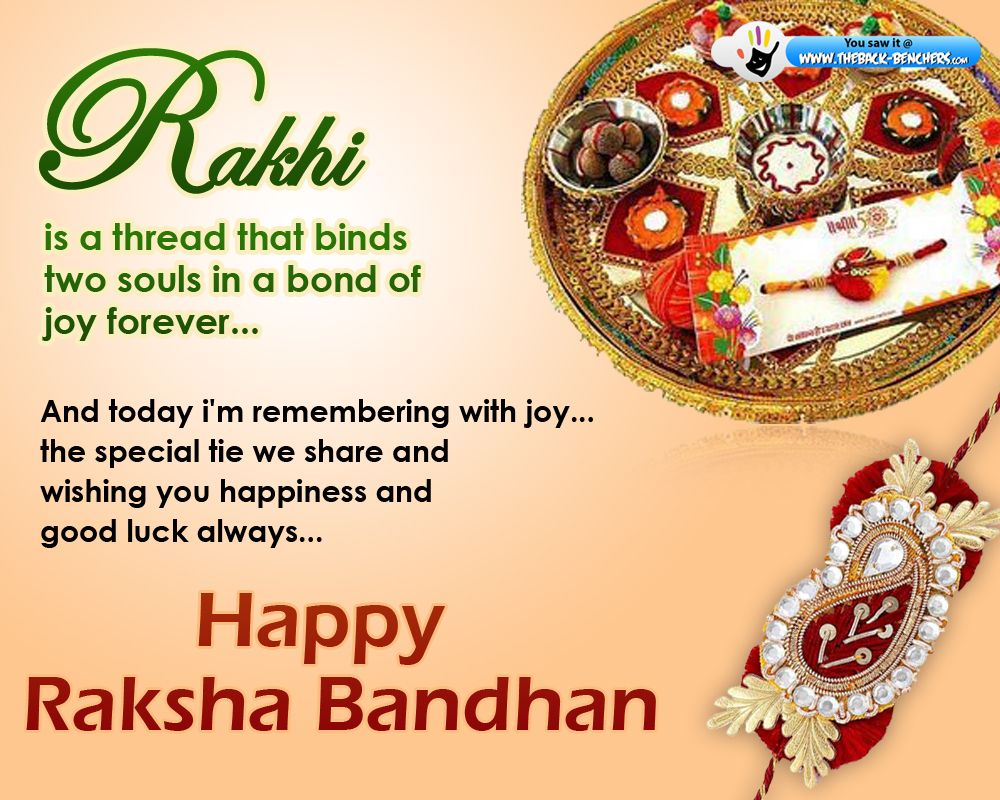 You saw it @
WWW.THEBACK-BENCHERS.com
Rakhi
is a thread that binds
two souls in a bond of
joy forever...
And today i'm remembering with joy...
the special tie we share and
wishing you happiness and
good luck always...
Happy
Raksha Bandhan